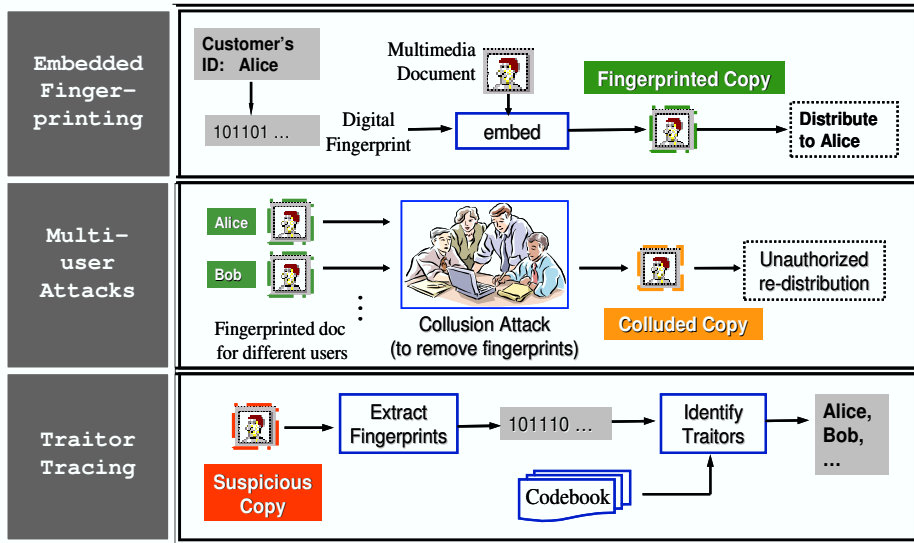 Embedded
Finger-
printing
Customer's
ID: Alice
101101 ...
Digital
Fingerprint
Multimedia
Document
embed
Fingerprinted Copy
Distribute
to Alice
Multi-
user
Attacks
Alice
Bob
Fingerprinted doc
for different users
Collusion Attack
(to remove fingerprints)
Colluded Copy
Unauthorized
re-distribution
Traitor
Tracing
Suspicious
Copy
Extract
Fingerprints
101110 ...
Codebook
Identify
Traitors
Alice,
Bob,
...